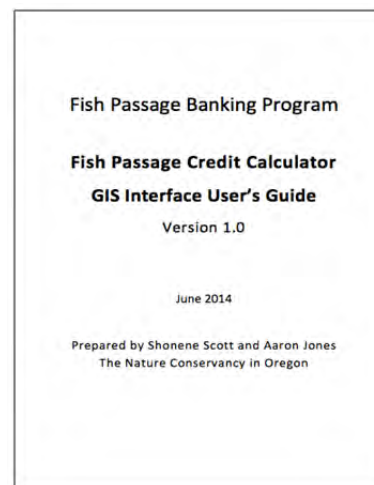 Fish Passage Banking Program
Fish Passage Credit Calculator
GIS Interface User's Guide
Version 1.0
June 2014
Prepared by Shonene Scott and Aaron Jones
The Nature Conservancy in Oregon